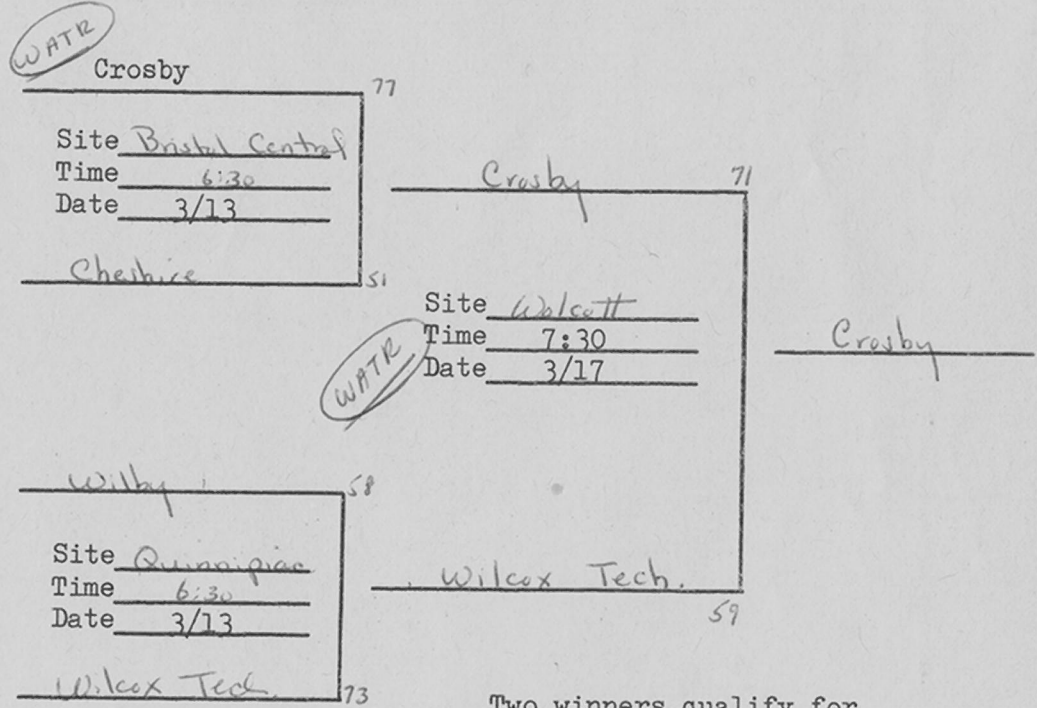 WATR
Crosby
77
Site Bristol Central
Time 6:30
Date 3/13
Cheshire
51
Crosby
71
Site Wolcott
Time 7:30
Date 3/17
WATR
Crosby
Wilby
58
Site Quinnipiac
Time 6:30
Date 3/13
Wilcox Tech.
73
Wilcox Tech.
59
Two winners qualify for